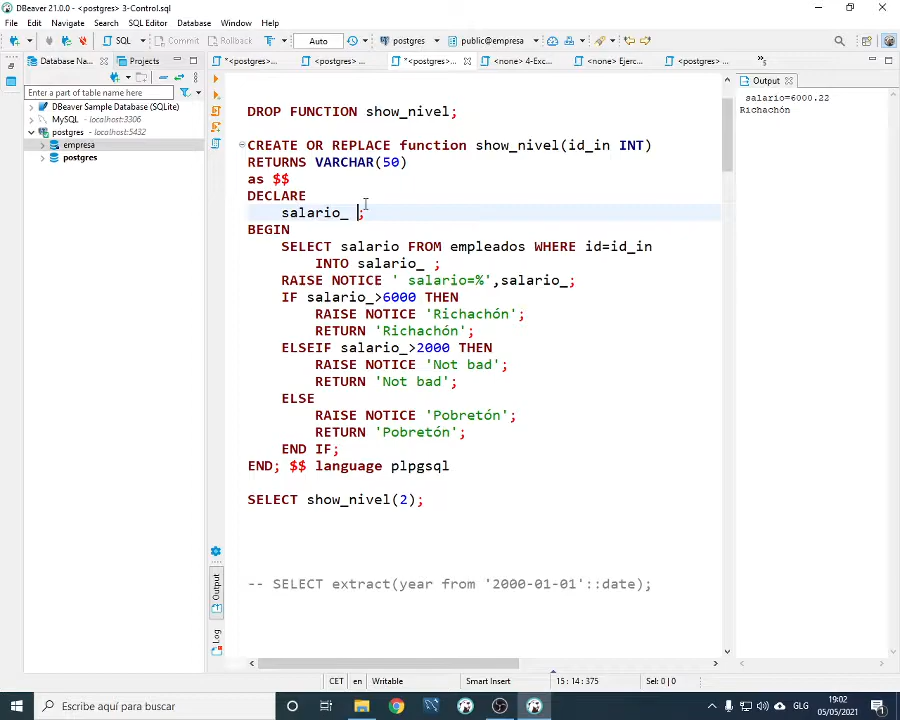 DBeaver 21.0.0 - <postgres> 3-Control.sql
File Edit Navigate Search SQL Editor Database Window Help
SQL Commit Rollback Auto postgres public@empresa
Database Na... Projects *<postgres>... <postgres>... *<postgres>... <none> 4-Exc... <none> Ejerc... <postgres>... Output
Enter a part of table name here
DBeaver Sample Database (SQLite)
MySQL - localhost:3306
postgres - localhost:5432
empresa
postgres
DROP FUNCTION show_nivel;
CREATE OR REPLACE function show_nivel(id_in INT)
RETURNS VARCHAR(50)
as $$
DECLARE
salario_ ;
BEGIN
SELECT salario FROM empleados WHERE id=id_in
INTO salario_ ;
RAISE NOTICE ' salario=%',salario_;
IF salario_>6000 THEN
RAISE NOTICE 'Richachón';
RETURN 'Richachón';
ELSEIF salario_>2000 THEN
RAISE NOTICE 'Not bad';
RETURN 'Not bad';
ELSE
RAISE NOTICE 'Pobretón';
RETURN 'Pobretón';
END IF;
END; $$ language plpgsql
SELECT show_nivel(2);
-- SELECT extract(year from '2000-01-01'::date);
Output
Log
salario=6000.22
Richachón
CET en Writable Smart Insert 15 : 14 : 375 Sel: 0 | 0
Escribe aquí para buscar
GLG
19:02
05/05/2021
1